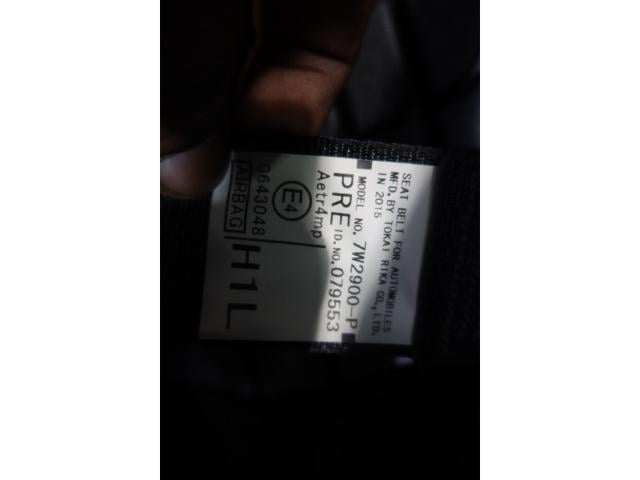 SEAT BELT FOR AUTOMOBILES
MFD. BY TOKAI RIKA CO., LTD.
IN 2015
MODEL NO. 7W2900-P
PRE ID.NO. 079553
Aetr4mp
E4
0643048
AIRBAG
H1L